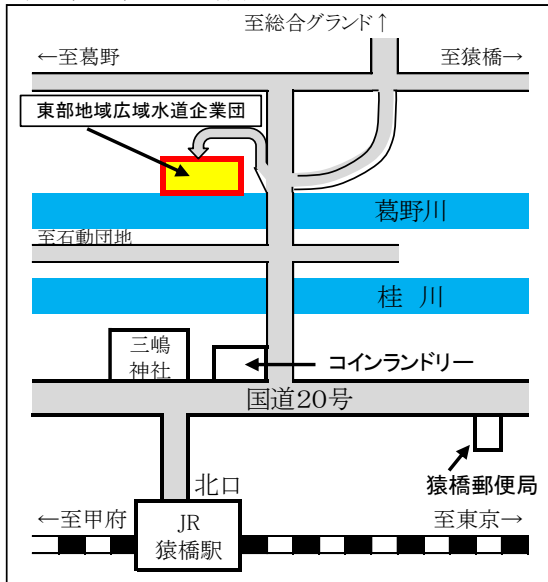 至総合グランド↑
←至葛野
至猿橋→
東部地域広域水道企業団
葛野川
至石動団地
桂 川
三嶋
神社
コインランドリー
国道20号
北口
猿橋郵便局
←至甲府
JR
猿橋駅
至東京→